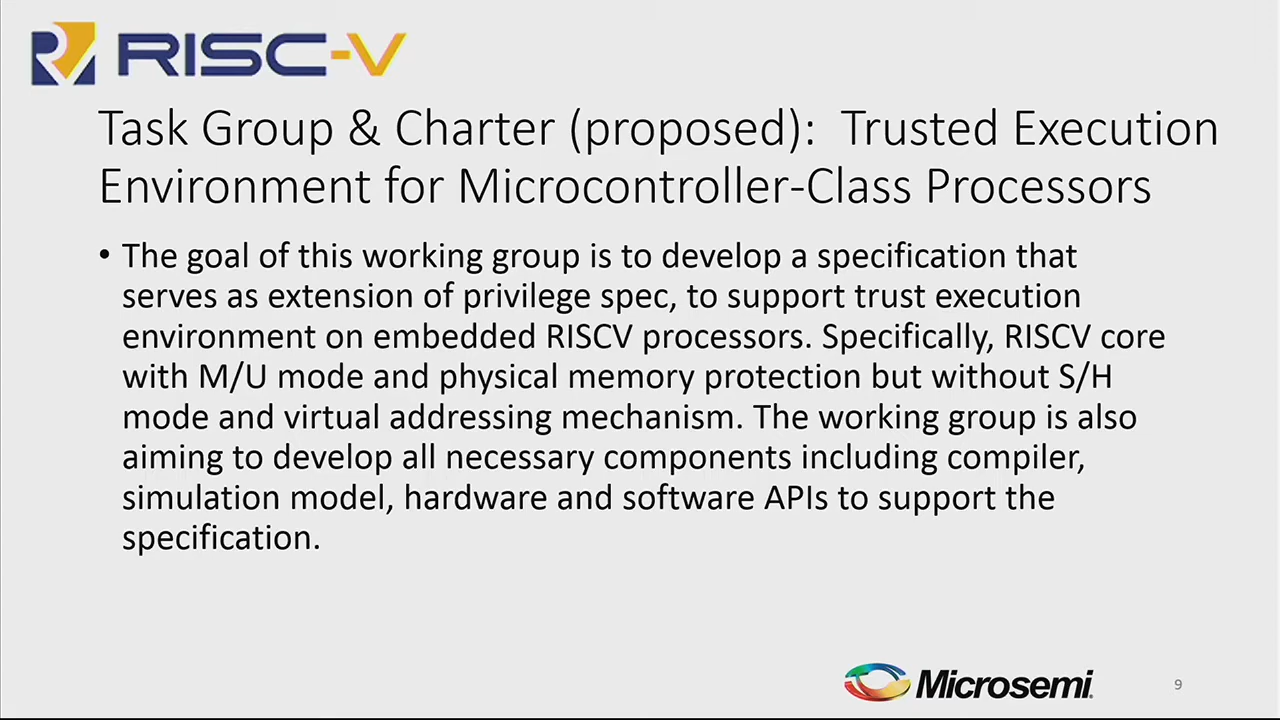 RISC-V
Task Group & Charter (proposed):  Trusted Execution
Environment for Microcontroller-Class Processors
• The goal of this working group is to develop a specification that
serves as extension of privilege spec, to support trust execution
environment on embedded RISCV processors. Specifically, RISCV core
with M/U mode and physical memory protection but without S/H
mode and virtual addressing mechanism. The working group is also
aiming to develop all necessary components including compiler,
simulation model, hardware and software APIs to support the
specification.
Microsemi.
9